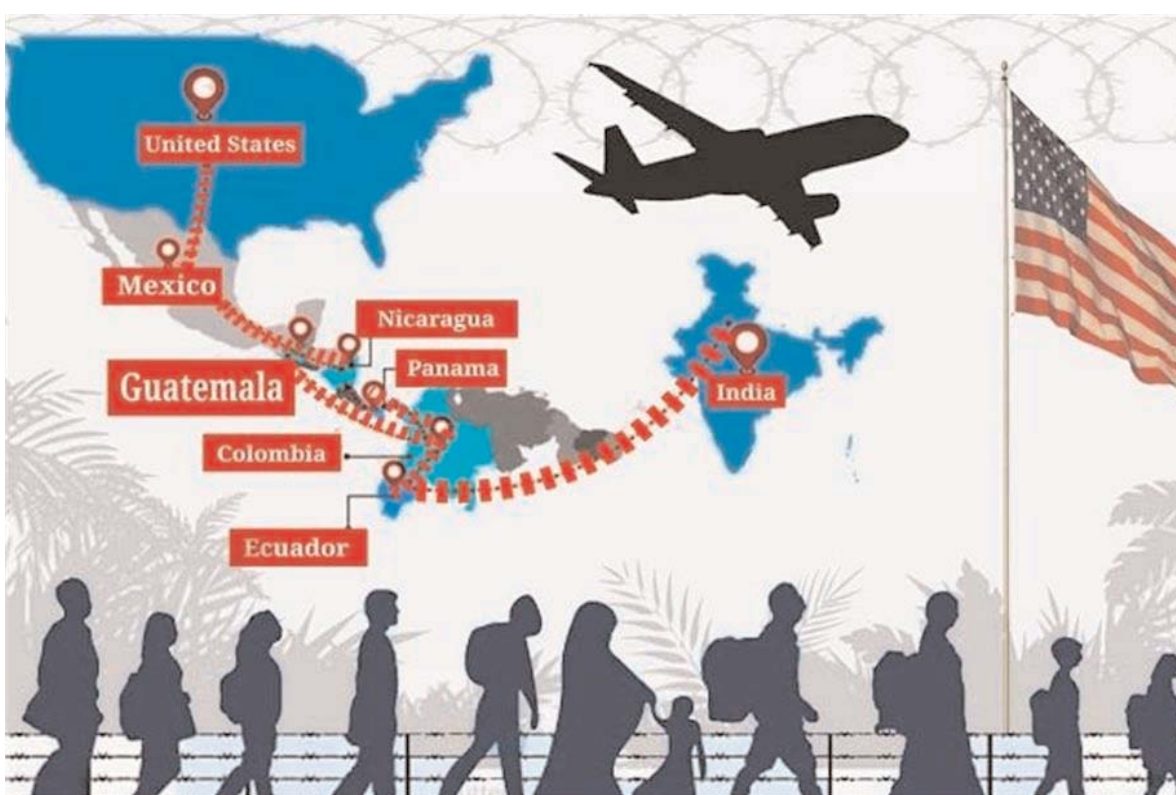 United States
Mexico
Nicaragua
Panama
Guatemala
India
Colombia
Ecuador